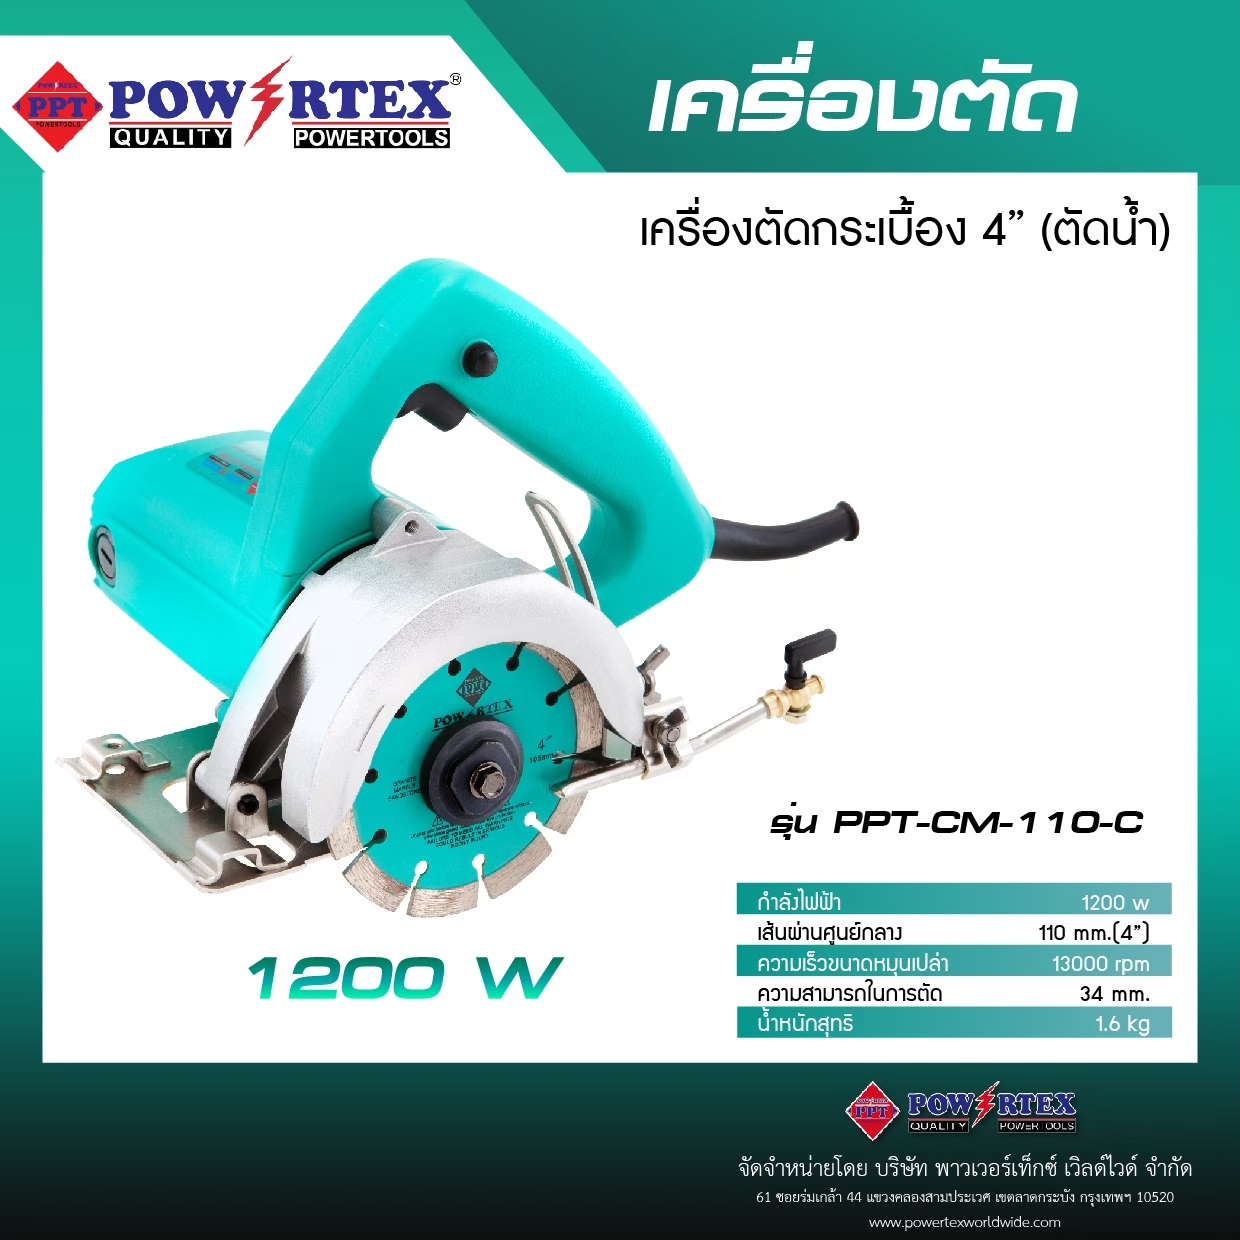 POWERTEX
PPT
POWERTOOLS
POWERTEX®
QUALITY POWERTOOLS
เครื่องตัด
เครื่องตัดกระเบื้อง 4” (ตัดน้ำ)
PPT
POWERTEX
4”
105mm
GRANITE
MARBLE
รุ่น PPT-CM-110-C
กำลังไฟฟ้า 1200 w
เส้นผ่านศูนย์กลาง 110 mm.(4”)
ความเร็วขนาดหมุนเปล่า 13000 rpm
ความสามารถในการตัด 34 mm.
น้ำหนักสุทธิ 1.6 kg
1200 W
PPT
POWERTEX
QUALITY POWERTOOLS
จัดจำหน่ายโดย บริษัท พาวเวอร์เท็กซ์ เวิลด์ไวด์ จำกัด
61 ซอยร่มเกล้า 44 แขวงคลองสามประเวศ เขตลาดกระบัง กรุงเทพฯ 10520
www.powertexworldwide.com